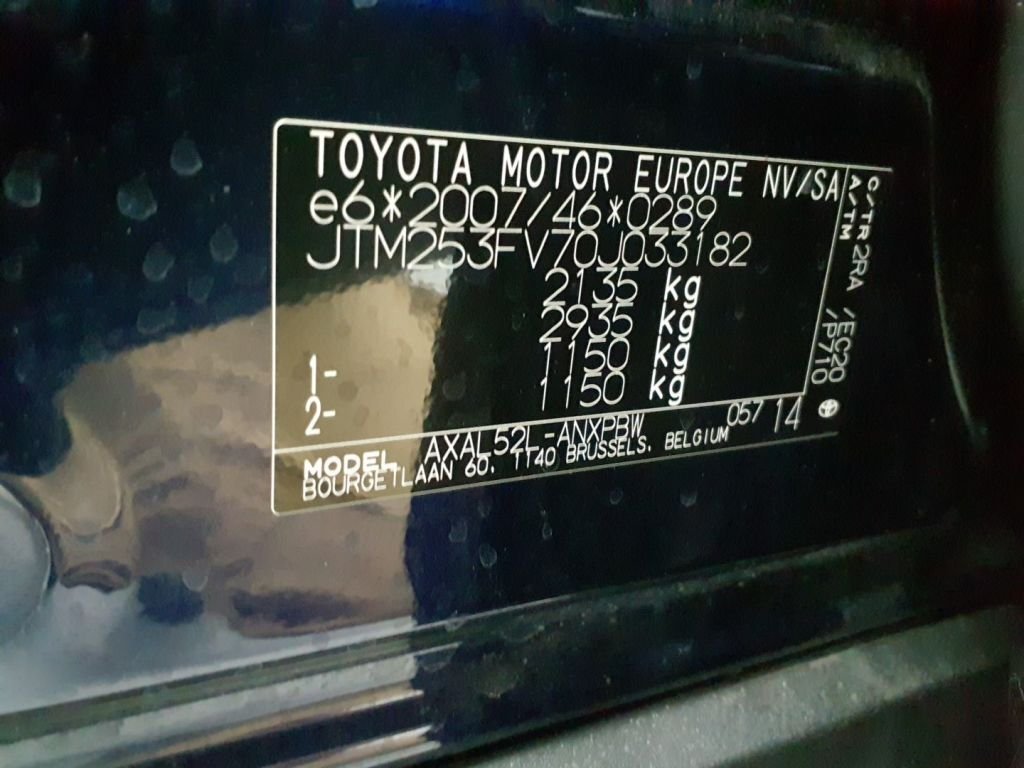 TOYOTA MOTOR EUROPE NV/SA
e6*2007/46*0289
JTM253FV70J033182
2135 kg
2935 kg
1- 1150 kg
2- 1150 kg
C/TR 2RA /EC20
A/TM /P710
MODEL AXAL52L-ANXPBW 057 14
BOURGETLAAN 60, 1140 BRUSSELS, BELGIUM